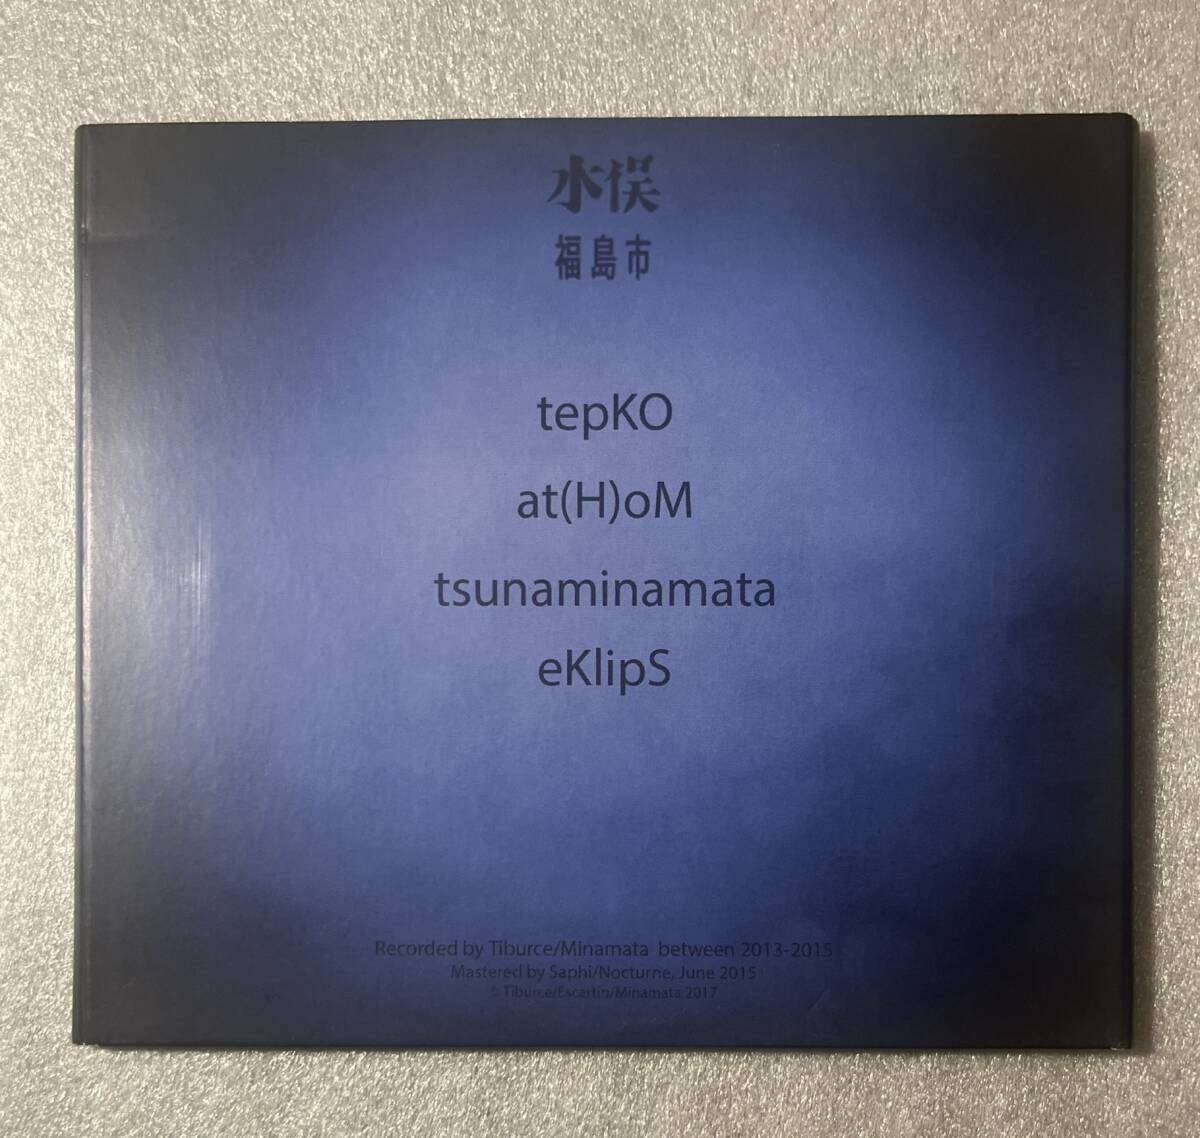 水俣
福島市
tepKO
at(H)oM
tsunaminamata
eKlipS
Recorded by Tiburce/Minamata between 2013-2015
Mastered by Saphi/Nocturne, June 2015
© Tiburce/Escartin/Minamata 2017